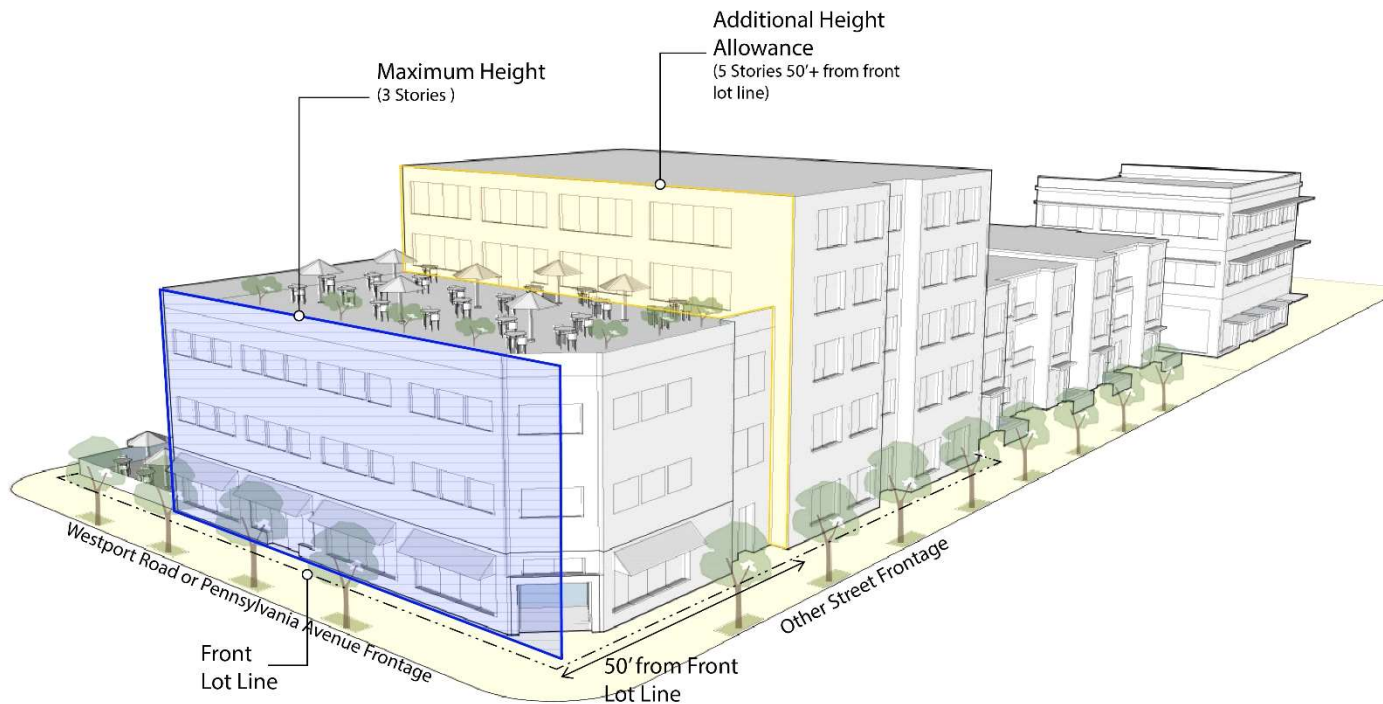 Additional Height
Allowance
(5 Stories 50'+ from front
lot line)
Maximum Height
(3 Stories )
Westport Road or Pennsylvania Avenue Frontage
Other Street Frontage
Front
Lot Line
50' from Front
Lot Line